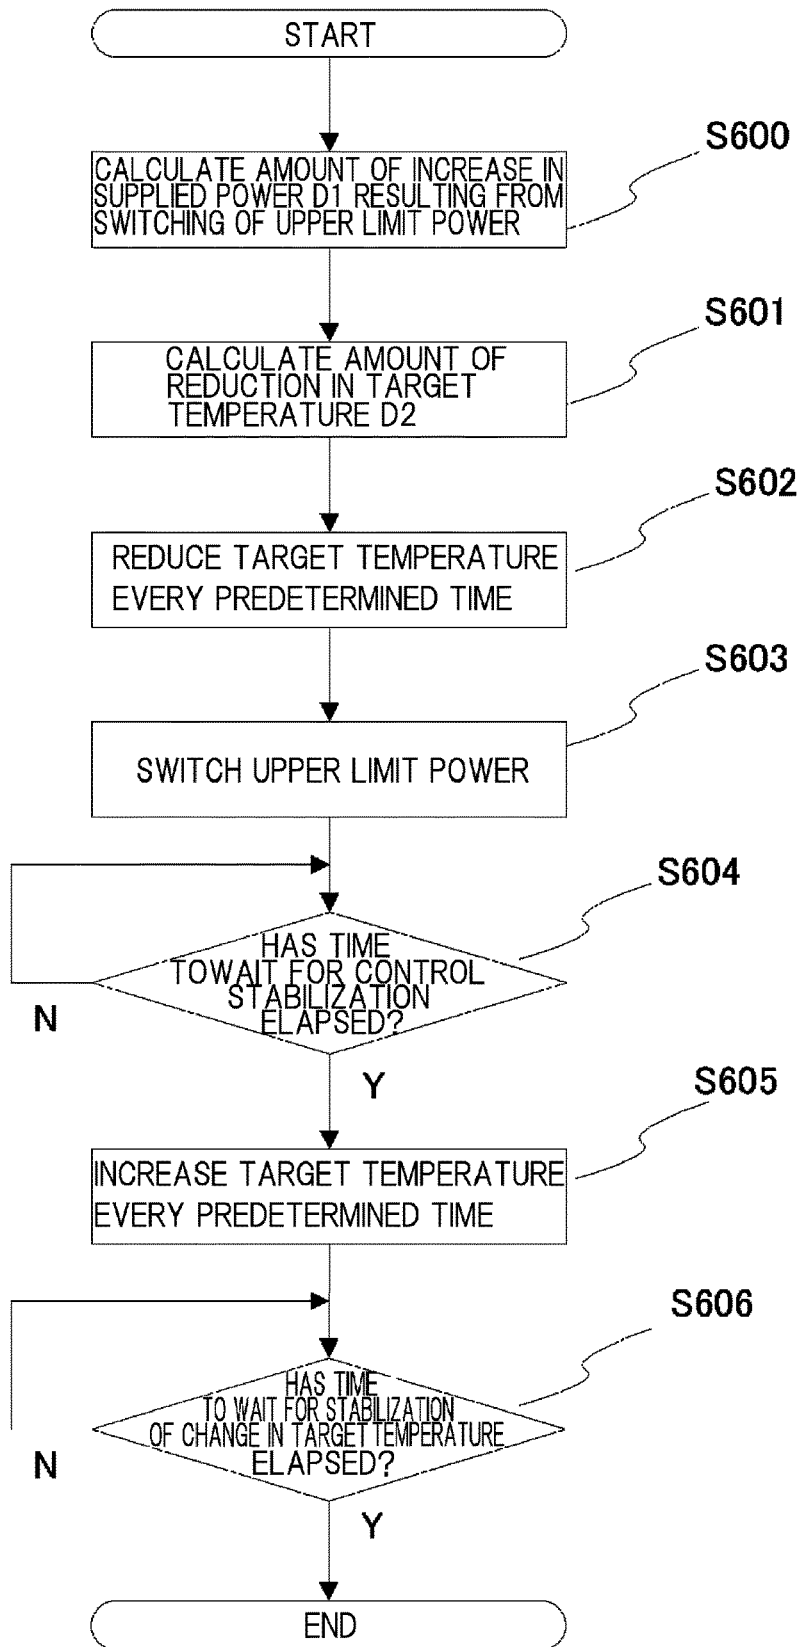 START
S600
CALCULATE AMOUNT OF INCREASE IN
SUPPLIED POWER D1 RESULTING FROM
SWITCHING OF UPPER LIMIT POWER
S601
CALCULATE AMOUNT OF
REDUCTION IN TARGET
TEMPERATURE D2
S602
REDUCE TARGET TEMPERATURE
EVERY PREDETERMINED TIME
S603
SWITCH UPPER LIMIT POWER
S604
HAS TIME
TOWAIT FOR CONTROL
STABILIZATION
ELAPSED?
N
Y
S605
INCREASE TARGET TEMPERATURE
EVERY PREDETERMINED TIME
S606
HAS TIME
TO WAIT FOR STABILIZATION
OF CHANGE IN TARGET TEMPERATURE
ELAPSED?
N
Y
END